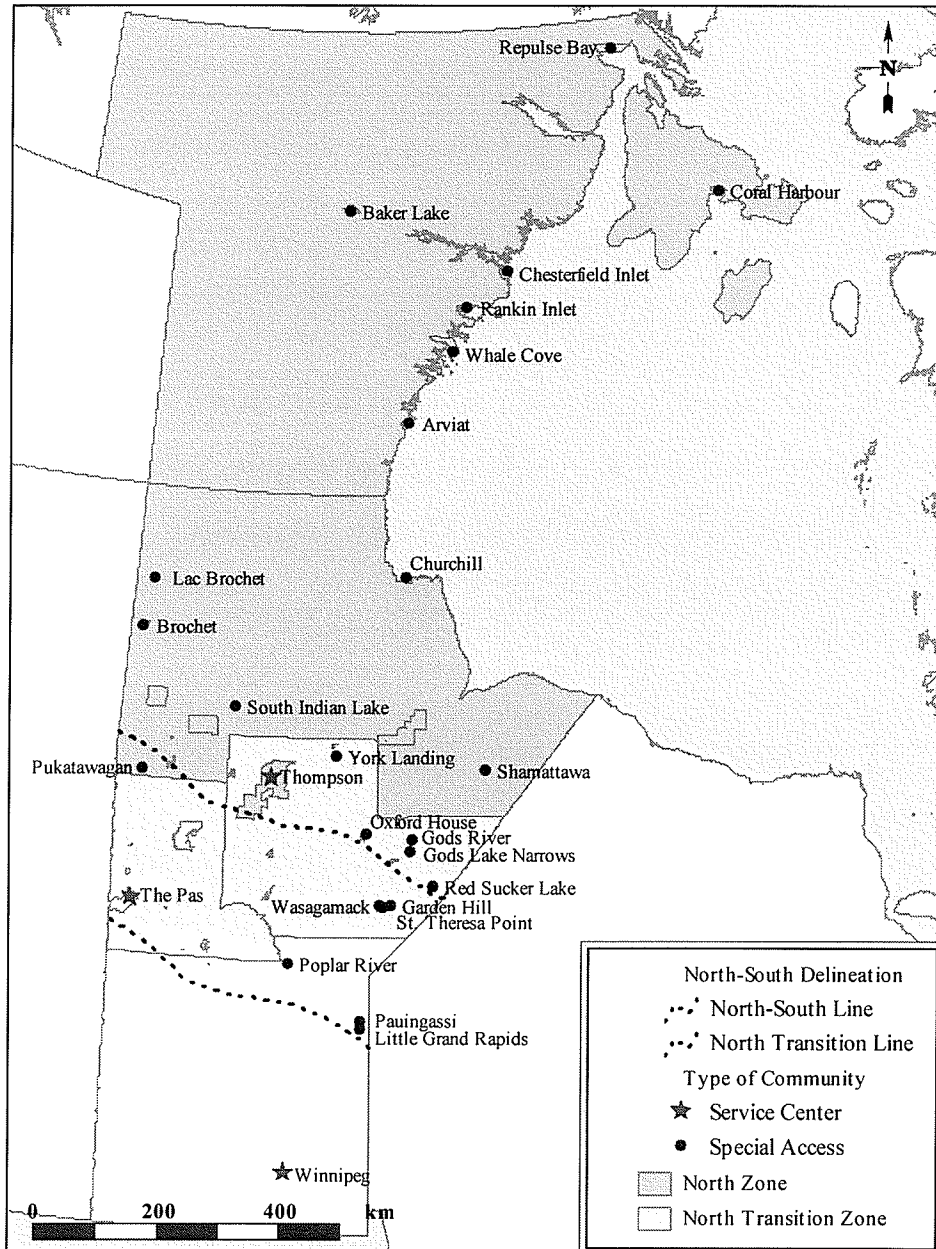 Repulse Bay
N
Coral Harbour
Baker Lake
Chesterfield Inlet
Rankin Inlet
Whale Cove
Arviat
Churchill
Lac Brochet
Brochet
South Indian Lake
York Landing
Pukatawagan
Thompson
Shamattawa
Oxford House
Gods River
Gods Lake Narrows
The Pas
Red Sucker Lake
Wasagamack
Garden Hill
St. Theresa Point
Poplar River
Pauingassi
Little Grand Rapids
Winnipeg
0 200 400 km
North-South Delineation
North-South Line
North Transition Line
Type of Community
Service Center
Special Access
North Zone
North Transition Zone